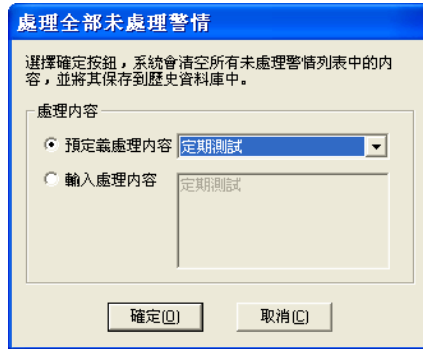 處理全部未處理警情
選擇確定按鈕，系統會清空所有未處理警情列表中的內
容，並將其保存到歷史資料庫中。
處理內容
預定義處理內容 定期測試
輸入處理內容 定期測試
確定(O) 取消(C)